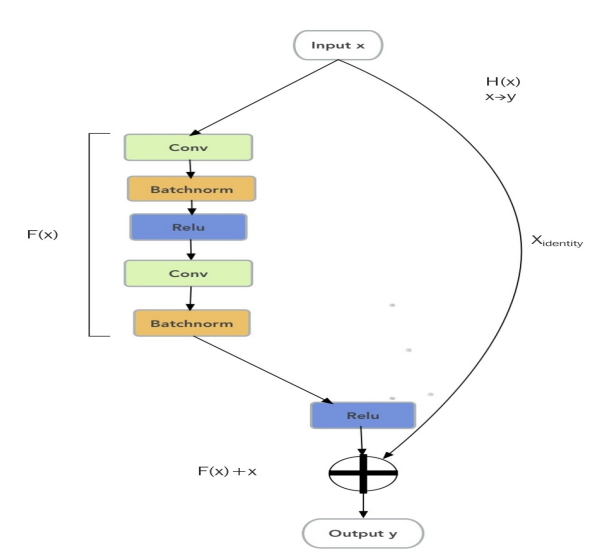 Input x
H(x)
x→y
Conv
Batchnorm
Relu
F(x)
Xidentity
Conv
Batchnorm
Relu
F(x)+x
Output y